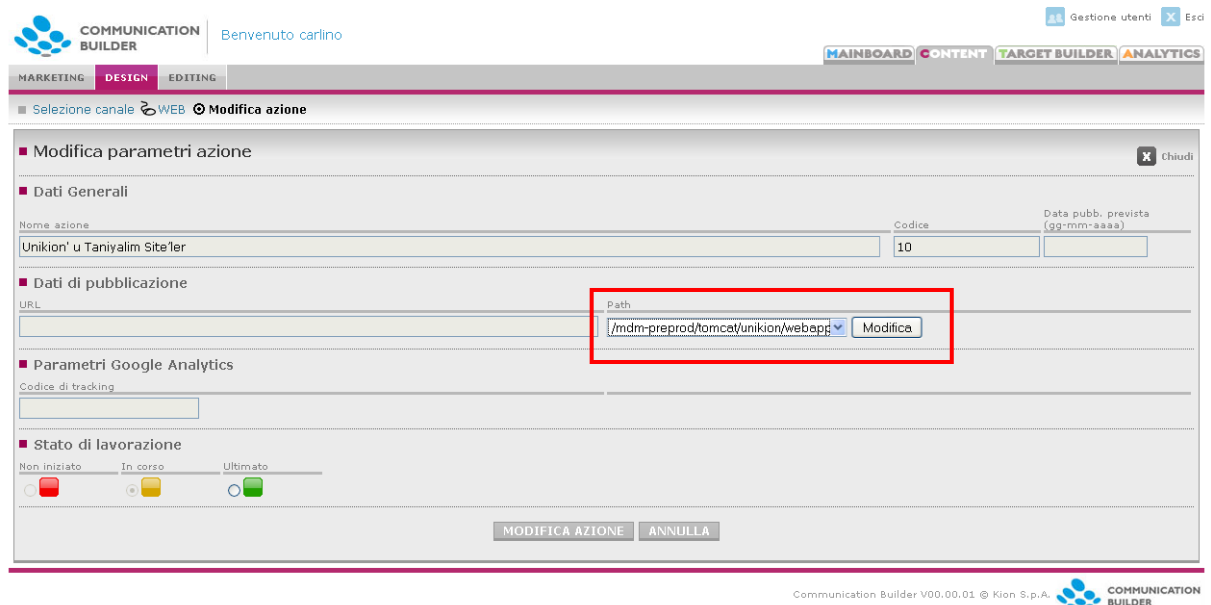 Gestione utenti Esci
COMMUNICATION
BUILDER
Benvenuto carlino
MAINBOARD CONTENT TARGET BUILDER ANALYTICS
MARKETING DESIGN EDITING
Selezione canale WEB Modifica azione
Modifica parametri azione
Chiudi
Dati Generali
Nome azione Codice Data pubb. prevista
(gg-mm-aaaa)
Unikion' u Taniyalim Site'ler 10
Dati di pubblicazione
URL Path
/mdm-preprod/tomcat/unikion/webapp Modifica
Parametri Google Analytics
Codice di tracking
Stato di lavorazione
Non iniziato In corso Ultimato
MODIFICA AZIONE ANNULLA
Communication Builder V00.00.01 @ Kion S.p.A.
COMMUNICATION
BUILDER